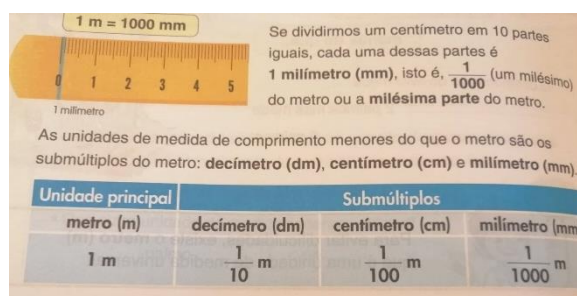 1 m = 1000 mm
0 1 2 3 4 5
1 milímetro
Se dividirmos um centímetro em 10 partes
iguais, cada uma dessas partes é
1 milímetro (mm), isto é, 1/1000 (um milésimo)
do metro ou a milésima parte do metro.
As unidades de medida de comprimento menores do que o metro são os
submúltiplos do metro: decímetro (dm), centímetro (cm) e milímetro (mm).
Unidade principal Submúltiplos
metro (m) decímetro (dm) centímetro (cm) milímetro (mm
1 m 1/10 m 1/100 m 1/1000 m